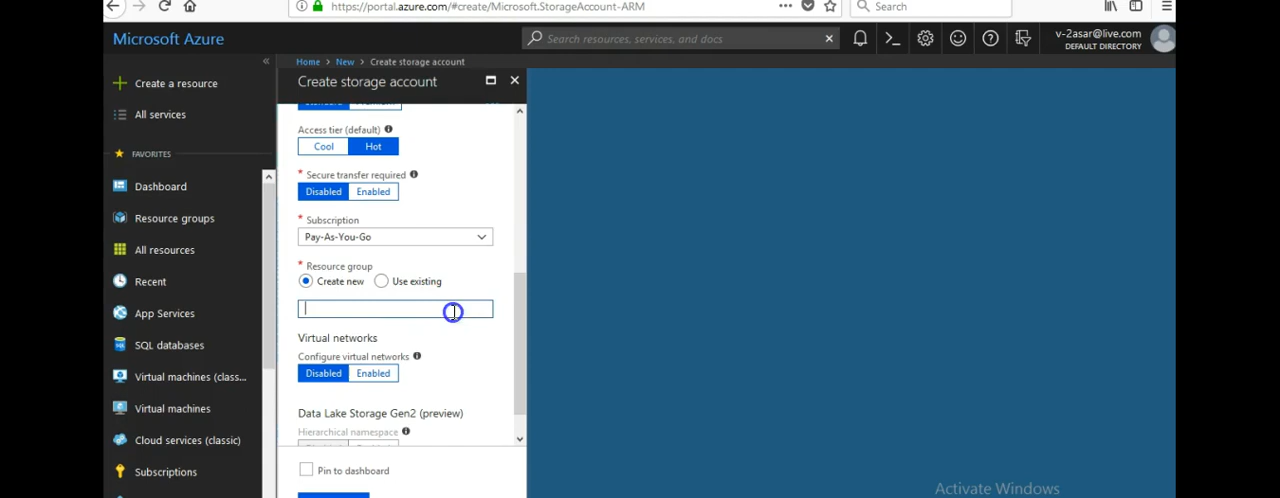 https://portal.azure.com/#create/Microsoft.StorageAccount-ARM
Search
Microsoft Azure
Search resources, services, and docs
v-2asar@live.com
DEFAULT DIRECTORY
Home > New > Create storage account
Create storage account
Create a resource
All services
FAVORITES
Dashboard
Resource groups
All resources
Recent
App Services
SQL databases
Virtual machines (clas...
Virtual machines
Cloud services (classic)
Subscriptions
Access tier (default)
Cool Hot
* Secure transfer required
Disabled Enabled
* Subscription
Pay-As-You-Go
* Resource group
Create new Use existing
Virtual networks
Configure virtual networks
Disabled Enabled
Data Lake Storage Gen2 (preview)
Hierarchical namespace
Pin to dashboard
Activate Windows